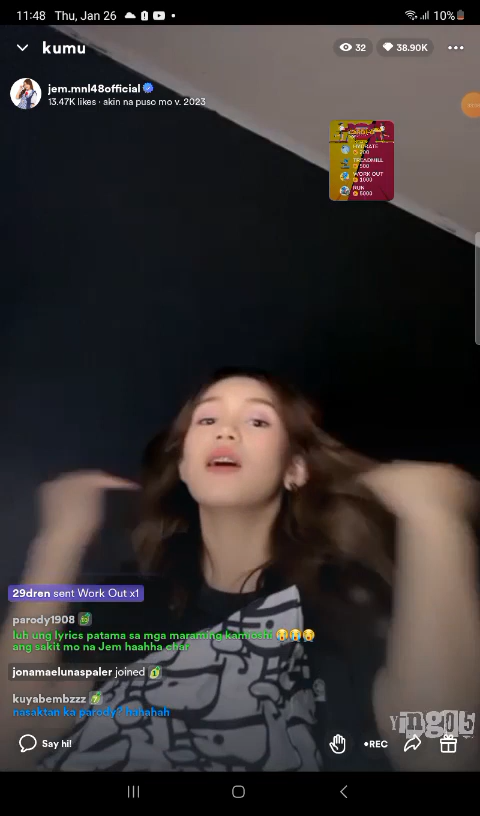 11:48 Thu, Jan 26
10%
kumu
32
38.90K
jem.mnl48official
13.47K likes · akin na puso mo v. 2023
HYDRATE
200
TREADMILL
500
WORK OUT
1000
RUN
5000
29dren sent Work Out x1
parody1908
luh ung lyrics patama sa mga maraming kamioshi 😭😭😭
ang sakit mo na Jem haahha char
jonamaelunaspaler joined
kuyabembzzz
nasaktan ka parody? hahahah
Say hi!
•REC